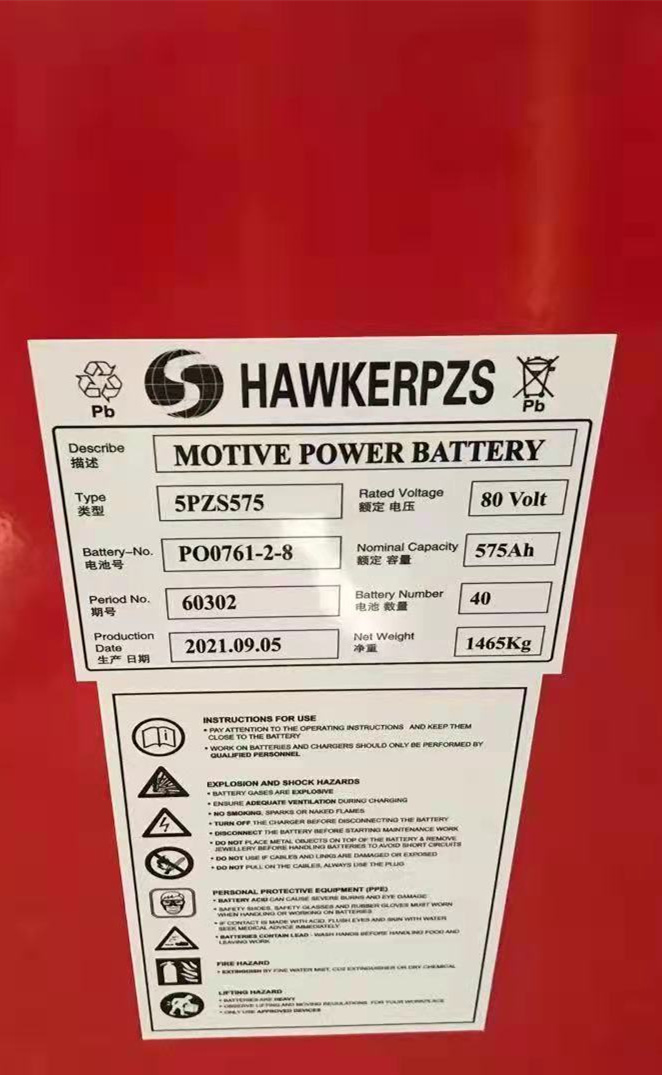 Pb
HAWKERPZS
Pb
Describe
描述
MOTIVE POWER BATTERY
Type
类型
5PZS575
Rated Voltage
额定 电压
80 Volt
Battery-No.
电池号
PO0761-2-8
Nominal Capacity
额定 容量
575Ah
Period No.
期号
60302
Battery Number
电池 数量
40
Production
Date
生产 日期
2021.09.05
Net Weight
净重
1465Kg
INSTRUCTIONS FOR USE
• PAY ATTENTION TO THE OPERATING INSTRUCTIONS AND KEEP THEM
CLOSE TO THE BATTERY
• WORK ON BATTERIES AND CHARGERS SHOULD ONLY BE PERFORMED BY
QUALIFIED PERSONNEL
EXPLOSION AND SHOCK HAZARDS
• BATTERY GASES ARE EXPLOSIVE
• ENSURE ADEQUATE VENTILATION DURING CHARGING
• NO SMOKING, SPARKS OR NAKED FLAMES
• TURN OFF THE CHARGER BEFORE DISCONNECTING THE BATTERY
• DISCONNECT THE BATTERY BEFORE STARTING MAINTENANCE WORK
• DO NOT PLACE METAL OBJECTS ON TOP OF THE BATTERY & REMOVE
JEWELLERY BEFORE HANDLING BATTERIES TO AVOID SHORT CIRCUITS
• DO NOT USE IF CABLES AND LINKS ARE DAMAGED OR EXPOSED
• DO NOT PULL ON THE CABLES, ALWAYS USE THE PLUG
PERSONAL PROTECTIVE EQUIPMENT (PPE)
• BATTERY ACID CAN CAUSE SEVERE BURNS AND EYE DAMAGE
• SAFETY SHOES, SAFETY GLASSES AND RUBBER GLOVES MUST WORN
WHEN HANDLING OR WORKING ON BATTERIES
• IF CONTACT IS MADE WITH ACID, FLUSH EYES AND SKIN WITH WATER
SEEK MEDICAL ADVICE IMMEDIATELY
• BATTERIES CONTAIN LEAD - WASH HANDS BEFORE HANDLING FOOD AND
LEAVING WORK
FIRE HAZARD
• EXTINGUISH BY FINE WATER MIST, CO2 EXTINGUISHER OR DRY CHEMICAL
LIFTING HAZARD
• BATTERIES ARE HEAVY
• OBSERVE LIFTING AND MOVING REGULATIONS FOR YOUR WORKPLACE
• ONLY USE APPROVED DEVICES